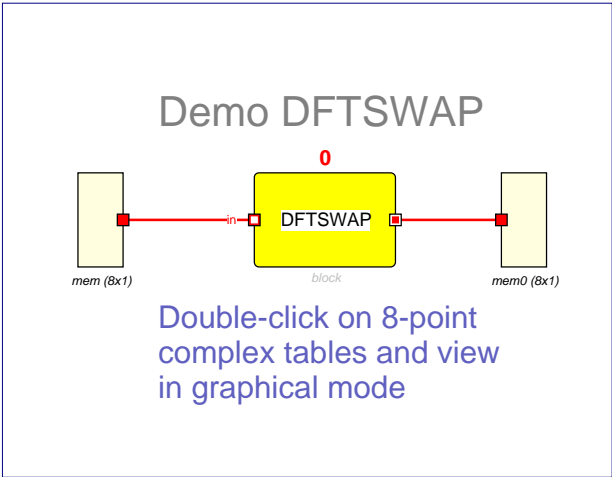 Demo DFTSWAP
0
in
DFTSWAP
mem (8x1)
block
mem0 (8x1)
Double-click on 8-point
complex tables and view
in graphical mode